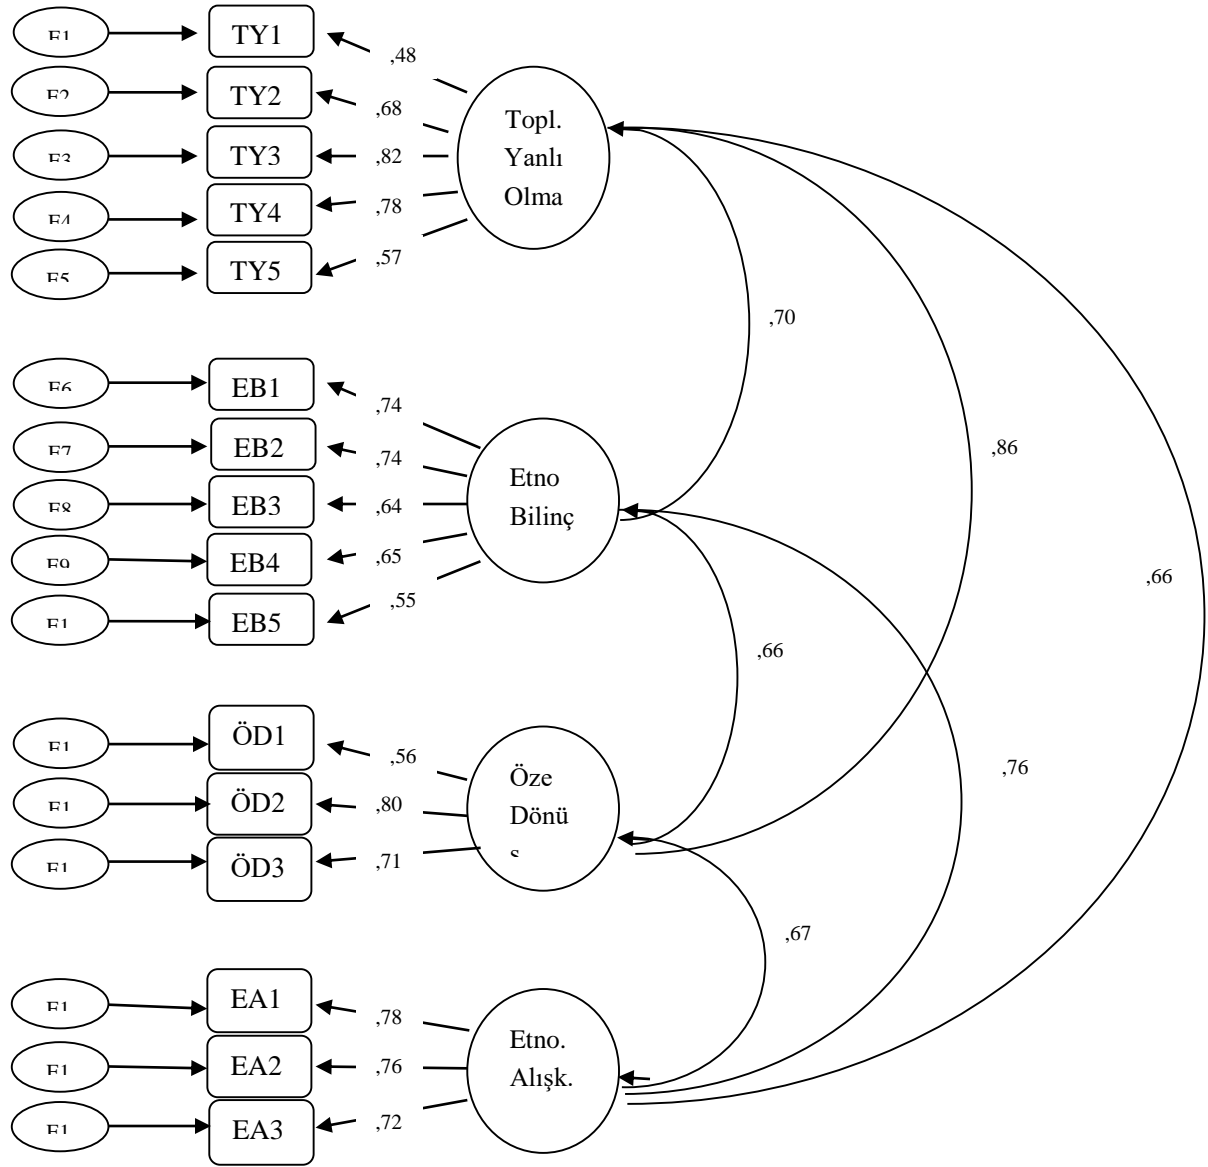 TY1
,48
TY2
,68
TY3
,82
TY4
,78
TY5
,57
Topl.
Yanlı
Olma
,70
EB1
,74
EB2
,74
EB3
,64
EB4
,65
EB5
,55
Etno
Bilinç
,86
,66
,66
ÖD1
,56
ÖD2
,80
ÖD3
,71
Öze
Dönü
,76
,67
EA1
,78
EA2
,76
EA3
,72
Etno.
Alışk.